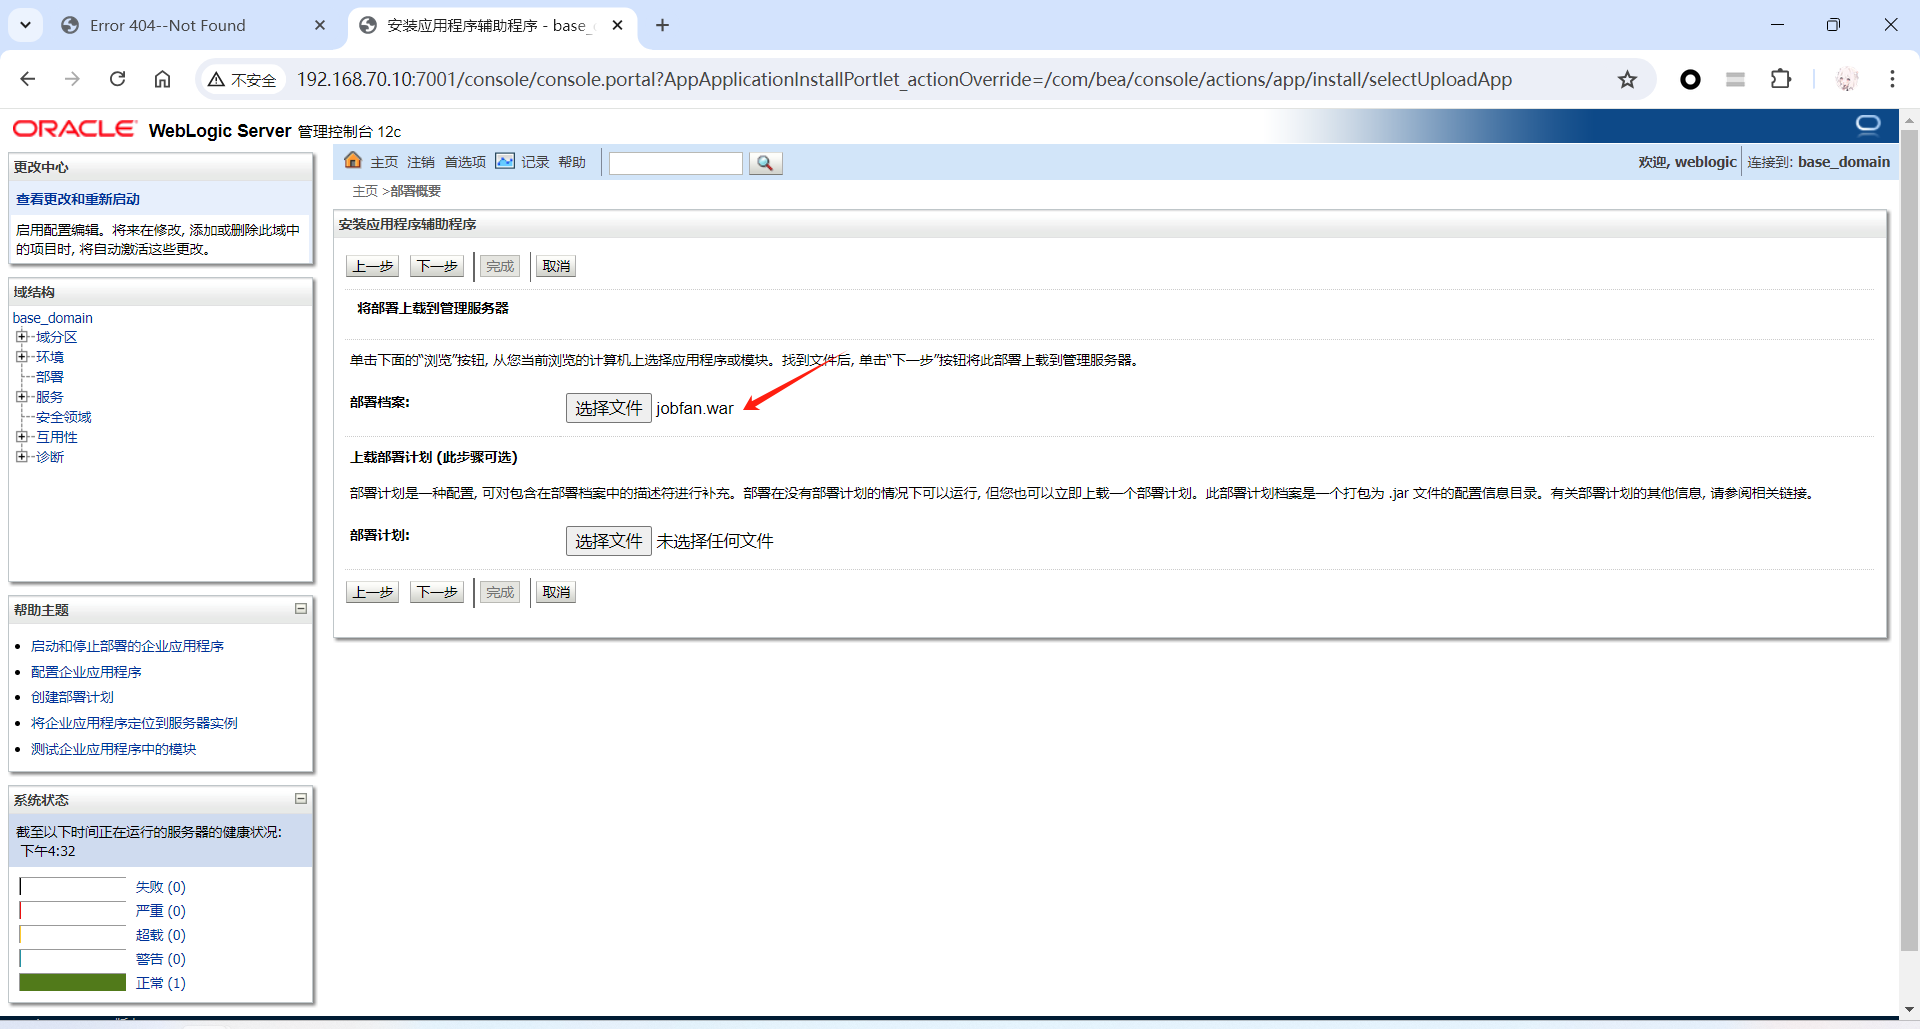 Error 404--Not Found
安装应用程序辅助程序 - base_
不安全
192.168.70.10:7001/console/console.portal?AppApplicationInstallPortlet_actionOverride=/com/bea/console/actions/app/install/selectUploadApp
ORACLE WebLogic Server 管理控制台 12c
更改中心
查看更改和重新启动
启用配置编辑。将来在修改, 添加或删除此域中
的项目时, 将自动激活这些更改。
域结构
base_domain
域分区
环境
部署
服务
安全领域
互用性
诊断
帮助主题
启动和停止部署的企业应用程序
配置企业应用程序
创建部署计划
将企业应用程序定位到服务器实例
测试企业应用程序中的模块
系统状态
截至以下时间正在运行的服务器的健康状况:
下午4:32
失败 (0)
严重 (0)
超载 (0)
警告 (0)
正常 (1)
主页 注销 首选项 记录 帮助
欢迎, weblogic 连接到: base_domain
主页 >部署概要
安装应用程序辅助程序
上一步 下一步 完成 取消
将部署上载到管理服务器
单击下面的“浏览”按钮, 从您当前浏览的计算机上选择应用程序或模块。找到文件后, 单击“下一步”按钮将此部署上载到管理服务器。
部署档案: 选择文件 jobfan.war
上载部署计划 (此步骤可选)
部署计划是一种配置, 可对包含在部署档案中的描述符进行补充。部署在没有部署计划的情况下可以运行, 但您也可以立即上载一个部署计划。此部署计划档案是一个打包为 .jar 文件的配置信息目录。有关部署计划的其他信息, 请参阅相关链接。
部署计划: 选择文件 未选择任何文件
上一步 下一步 完成 取消